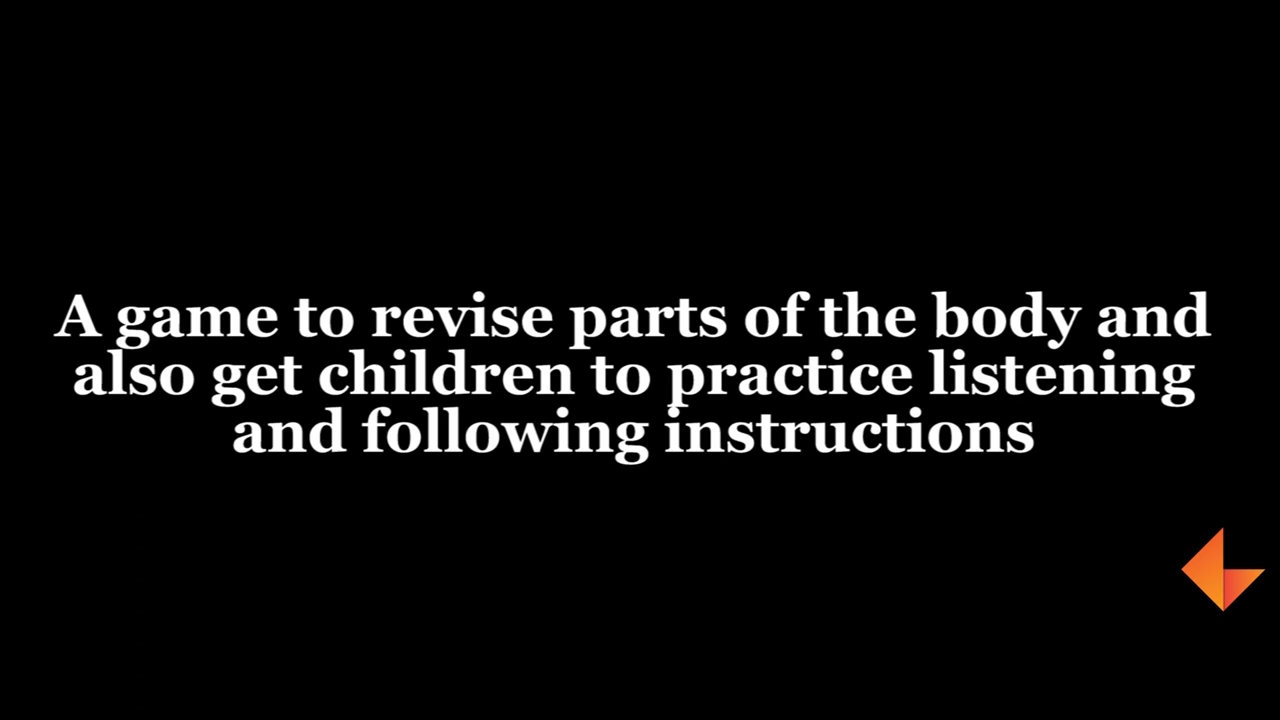 A game to revise parts of the body and
also get children to practice listening
and following instructions